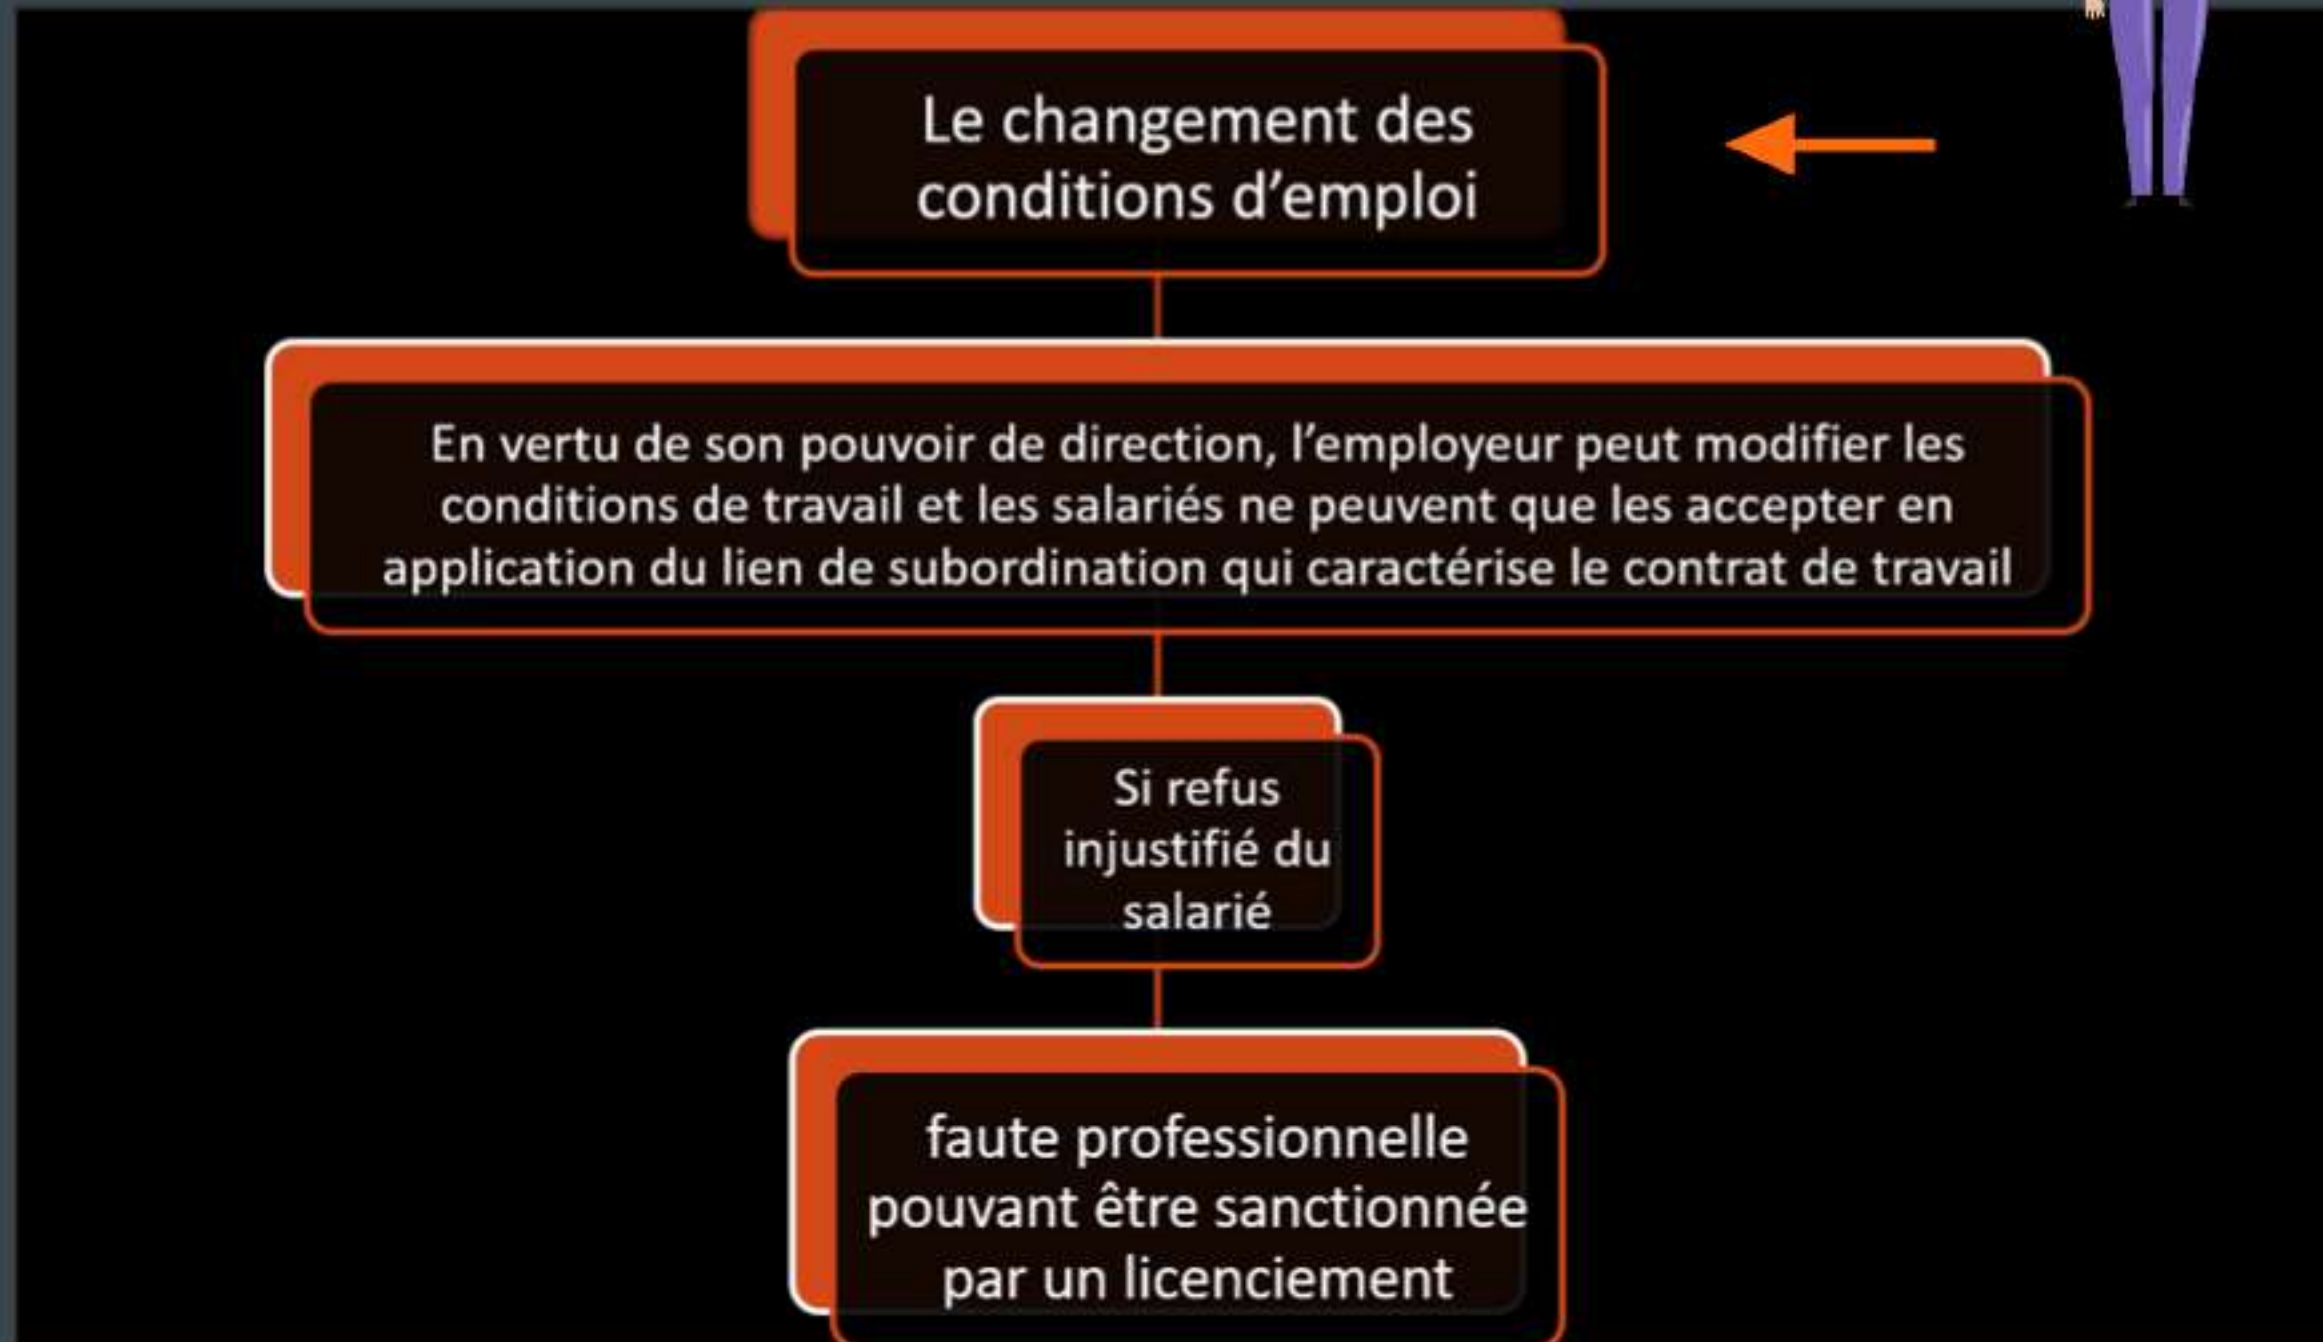 Le changement des
conditions d’emploi
En vertu de son pouvoir de direction, l’employeur peut modifier les
conditions de travail et les salariés ne peuvent que les accepter en
application du lien de subordination qui caractérise le contrat de travail
Si refus
injustifié du
salarié
faute professionnelle
pouvant être sanctionnée
par un licenciement